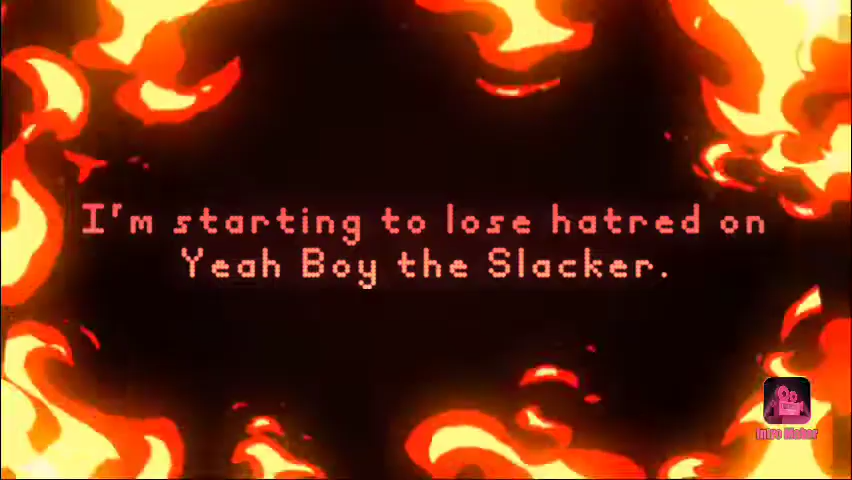 I'm starting to lose hatred on
Yeah Boy the Slacker.
Intro Maker